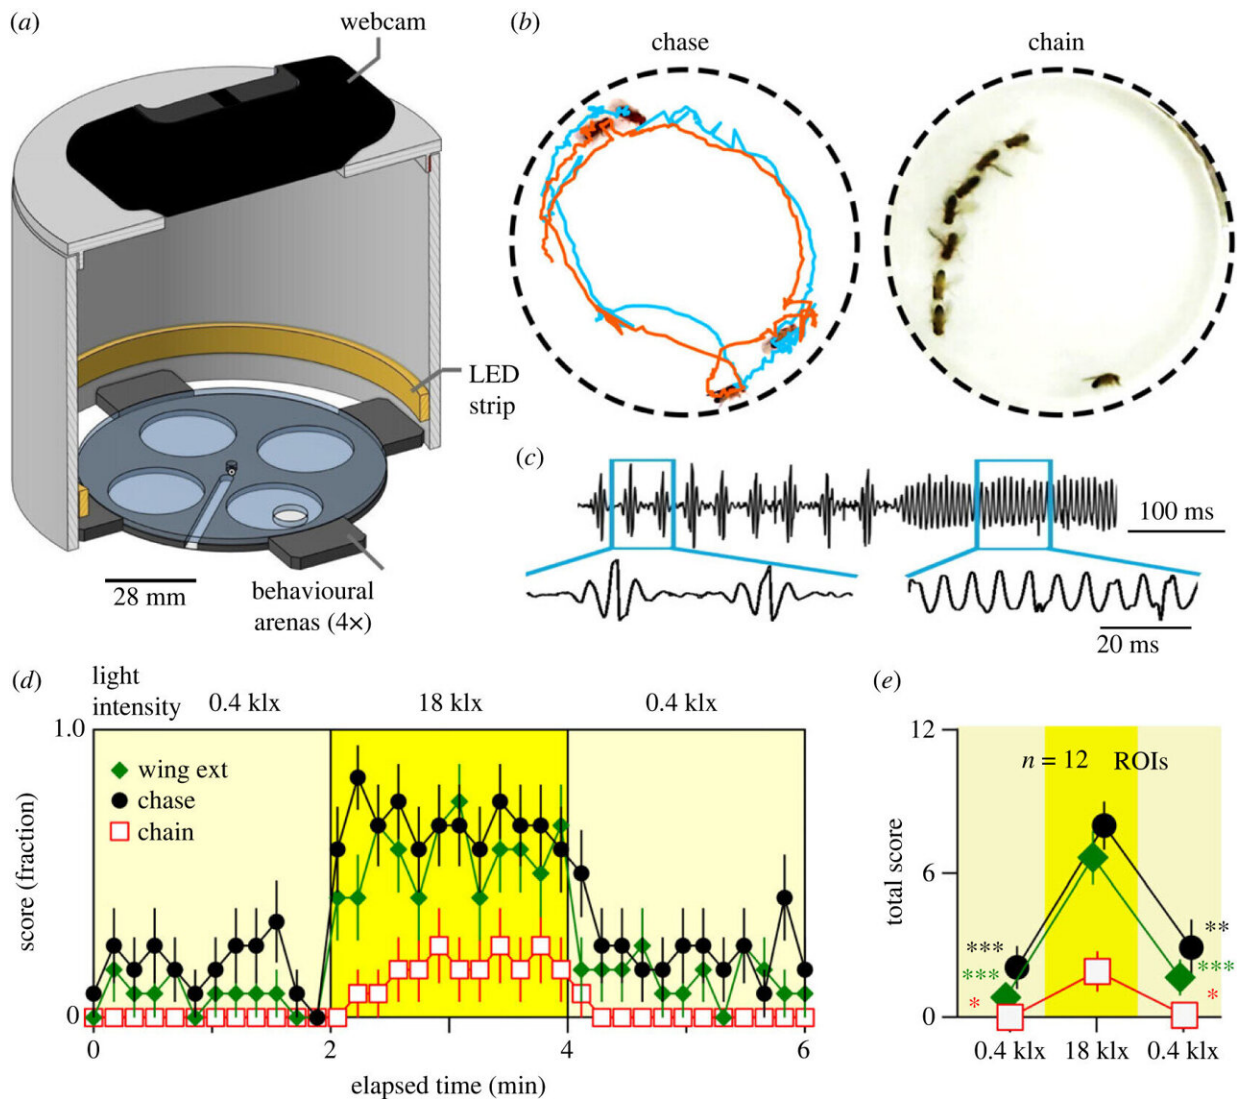 (a)
webcam
LED
strip
28 mm
behavioural
arenas (4×)
(b)
chase
chain
(c)
100 ms
20 ms
(d)
light
intensity
0.4 klx
18 klx
0.4 klx
1.0
wing ext
chase
chain
score (fraction)
0
0
2
4
6
elapsed time (min)
(e)
12
n = 12 ROIs
total score
6
***
***
*
**
***
*
0
0.4 klx
18 klx
0.4 klx